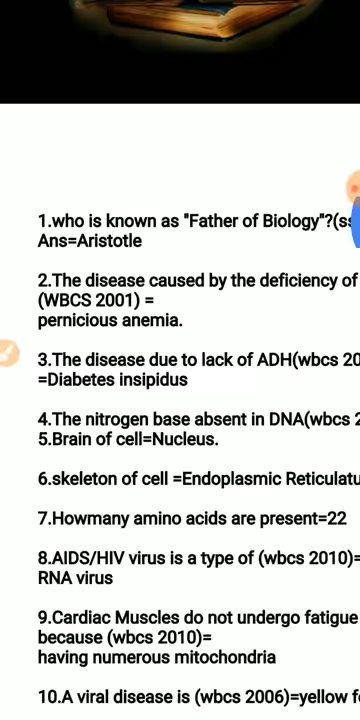 1.who is known as "Father of Biology"?(ss
Ans=Aristotle
2.The disease caused by the deficiency of
(WBCS 2001) =
pernicious anemia.
3.The disease due to lack of ADH(wbcs 20
=Diabetes insipidus
4.The nitrogen base absent in DNA(wbcs 2
5.Brain of cell=Nucleus.
6.skeleton of cell =Endoplasmic Reticulatu
7.Howmany amino acids are present=22
8.AIDS/HIV virus is a type of (wbcs 2010)=
RNA virus
9.Cardiac Muscles do not undergo fatigue
because (wbcs 2010)=
having numerous mitochondria
10.A viral disease is (wbcs 2006)=yellow fe